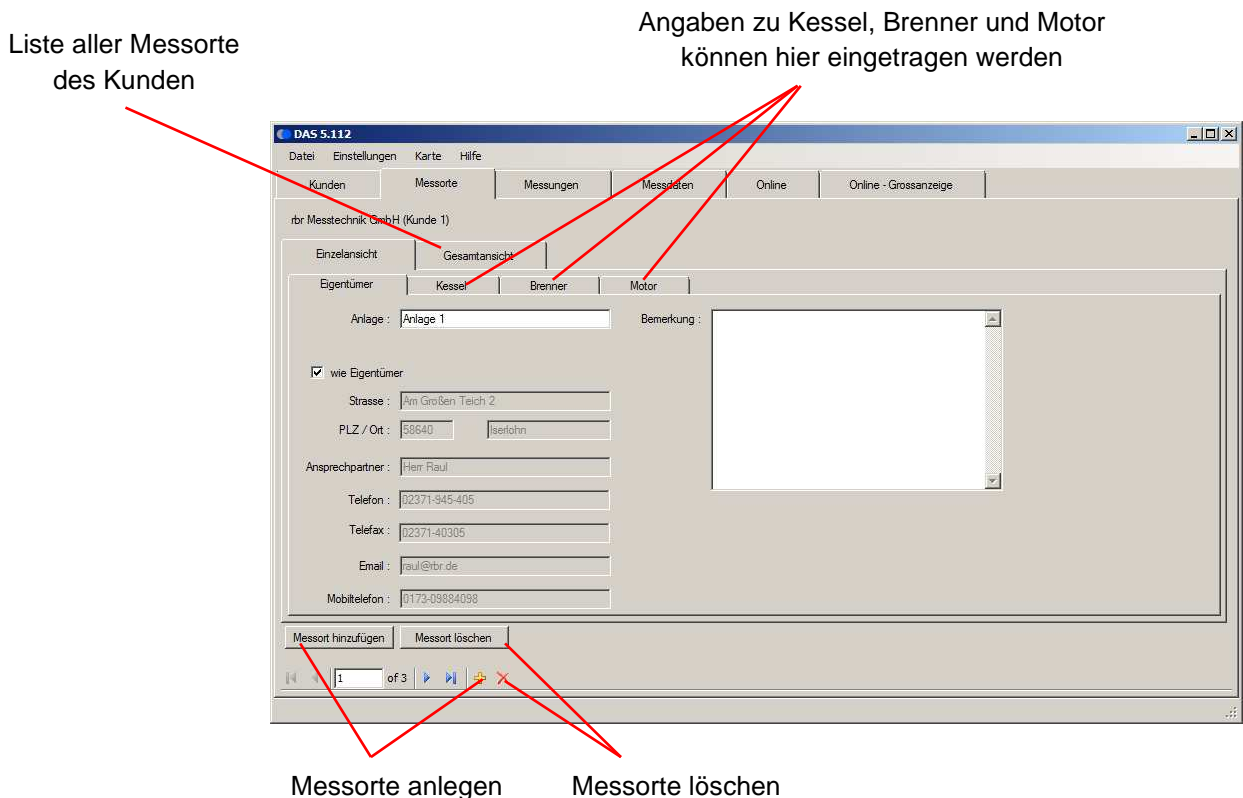 Angaben zu Kessel, Brenner und Motor
können hier eingetragen werden
Liste aller Messorte
des Kunden
DAS 5.112
Datei Einstellungen Karte Hilfe
Kunden Messorte Messungen Messdaten Online Online - Grossanzeige
rbr Messtechnik GmbH (Kunde 1)
Einzelansicht Gesamtansicht
Eigentümer Kessel Brenner Motor
Anlage : Anlage 1 Bemerkung :
wie Eigentümer
Strasse : Am Großen Teich 2
PLZ / Ort : 58640 Iserlohn
Ansprechpartner : Herr Raul
Telefon : 02371-945-405
Telefax : 02371-40305
Email : raul@rbr.de
Mobiltelefon : 0173-09884098
Messort hinzufügen Messort löschen
1 of 3
Messorte anlegen Messorte löschen